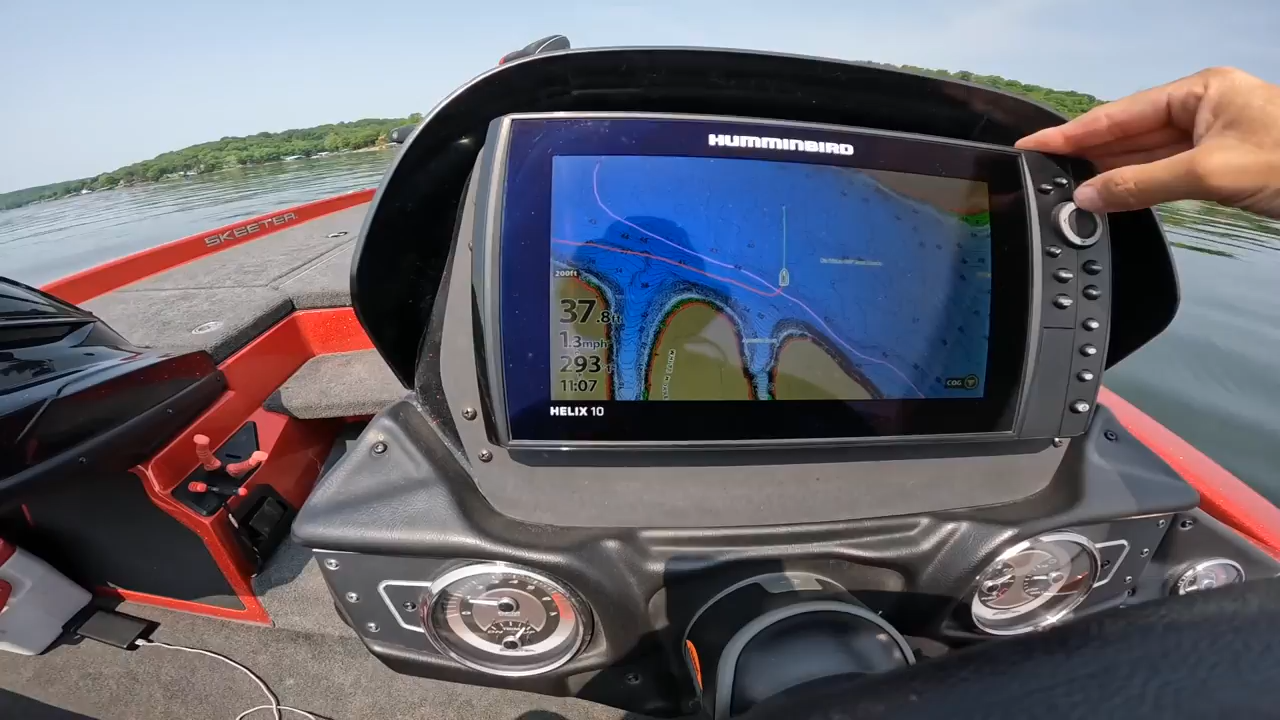 HUMMINBIRD
SKEETER
200ft
37.8ft
1.3mph
293°
11:07
COG
HELIX 10